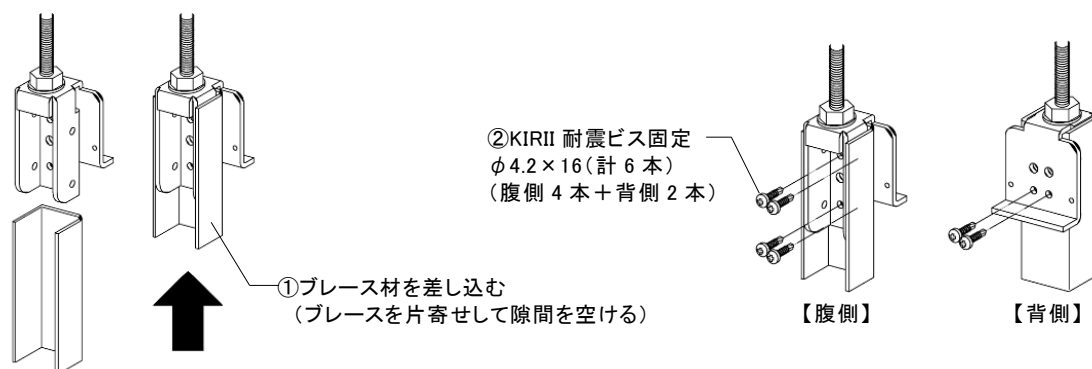 ①ブレース材を差し込む
(ブレースを片寄せして隙間を空ける)
②KIRII 耐震ビス固定
φ4.2×16(計 6 本)
(腹側 4 本+背側 2 本)
【腹側】
【背側】